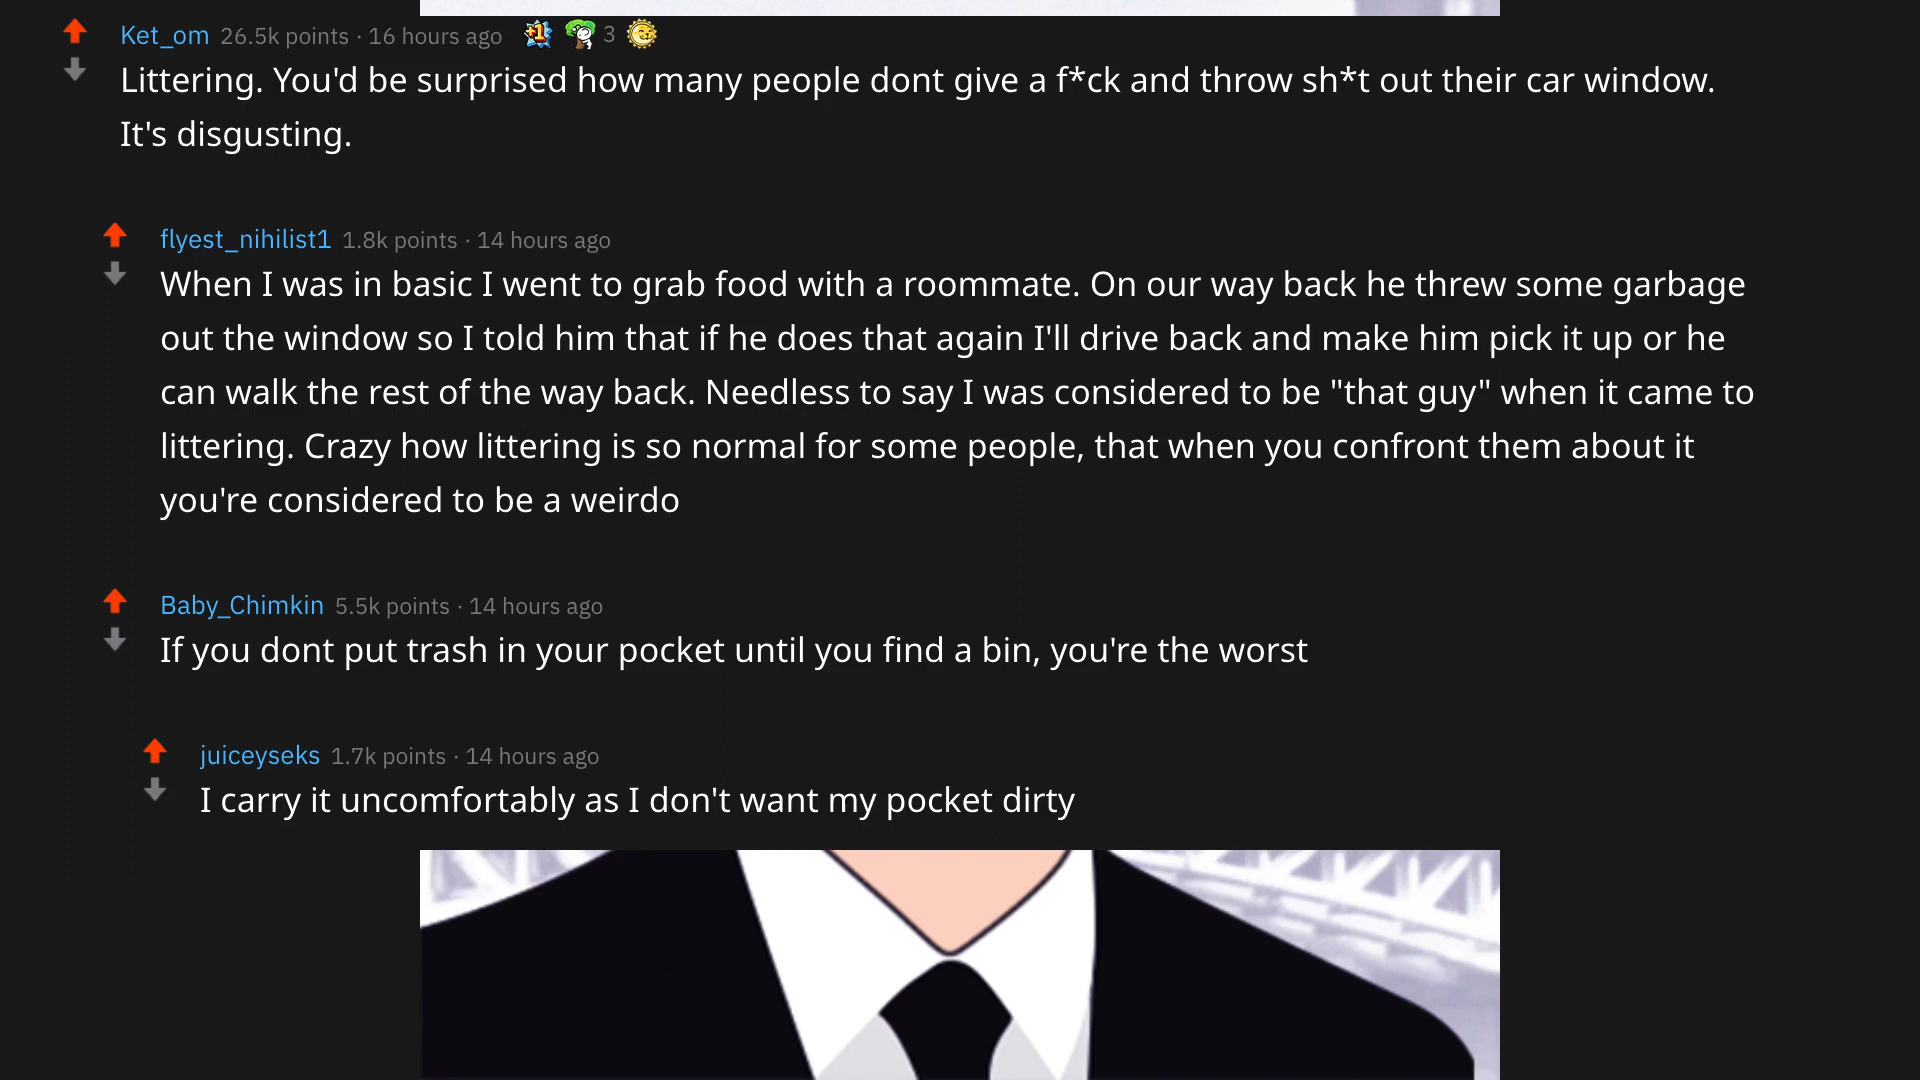 Ket_om 26.5k points · 16 hours ago +1 3
Littering. You'd be surprised how many people dont give a f*ck and throw sh*t out their car window.
It's disgusting.
flyest_nihilist1 1.8k points · 14 hours ago
When I was in basic I went to grab food with a roommate. On our way back he threw some garbage
out the window so I told him that if he does that again I'll drive back and make him pick it up or he
can walk the rest of the way back. Needless to say I was considered to be "that guy" when it came to
littering. Crazy how littering is so normal for some people, that when you confront them about it
you're considered to be a weirdo
Baby_Chimkin 5.5k points · 14 hours ago
If you dont put trash in your pocket until you find a bin, you're the worst
juiceyseks 1.7k points · 14 hours ago
I carry it uncomfortably as I don't want my pocket dirty